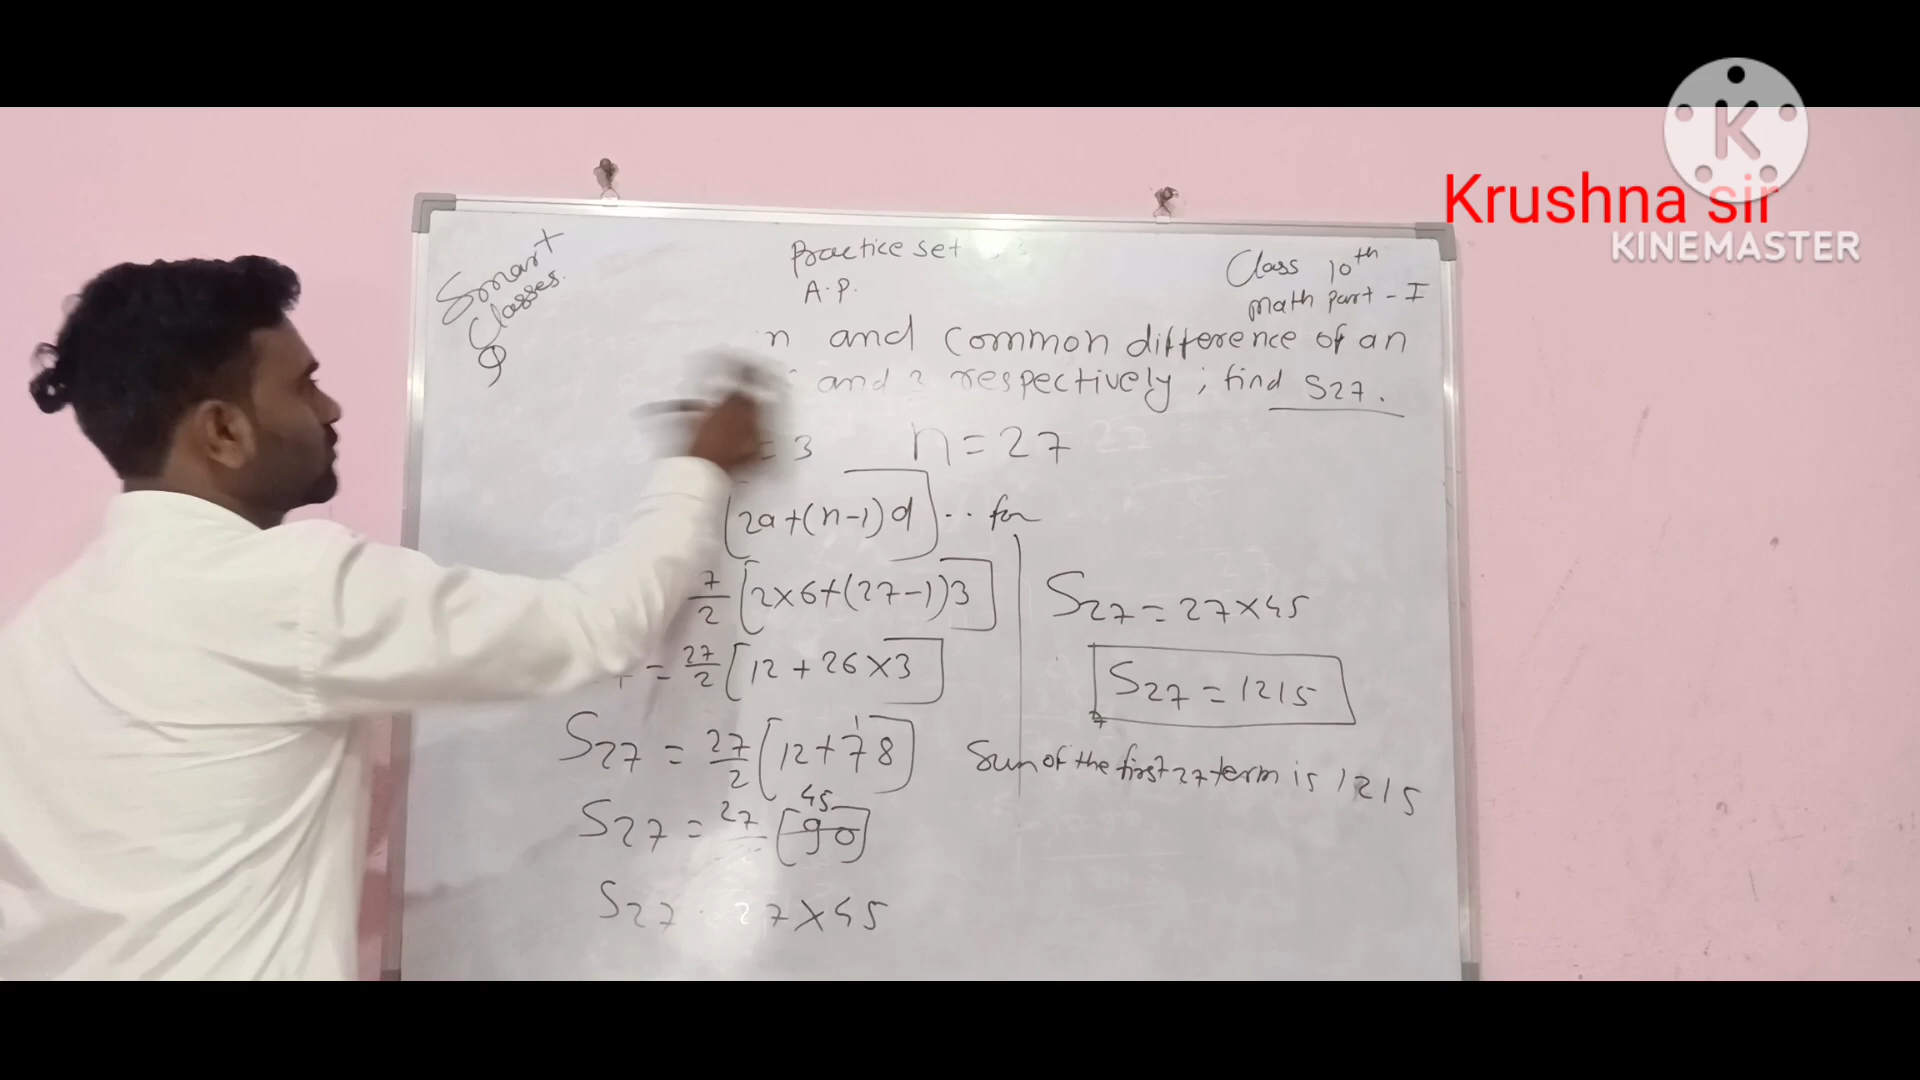 Krushna sir
KINEMASTER
Smart
Classes.
Practice set
A.P.
Class 10th
Math part - I
n and common difference of an
and 3 respectively ; find S27.
= 3 n = 27
[2a+(n-1)d] .. for
7/2 [2×6+(27-1)3]
= 27/2 [12 + 26×3]
S27 = 27/2 [12+78]
45
S27 = 27 [90]
S27 27×45
S27 = 27×45
S27 = 1215
Sum of the first 27 term is 1215